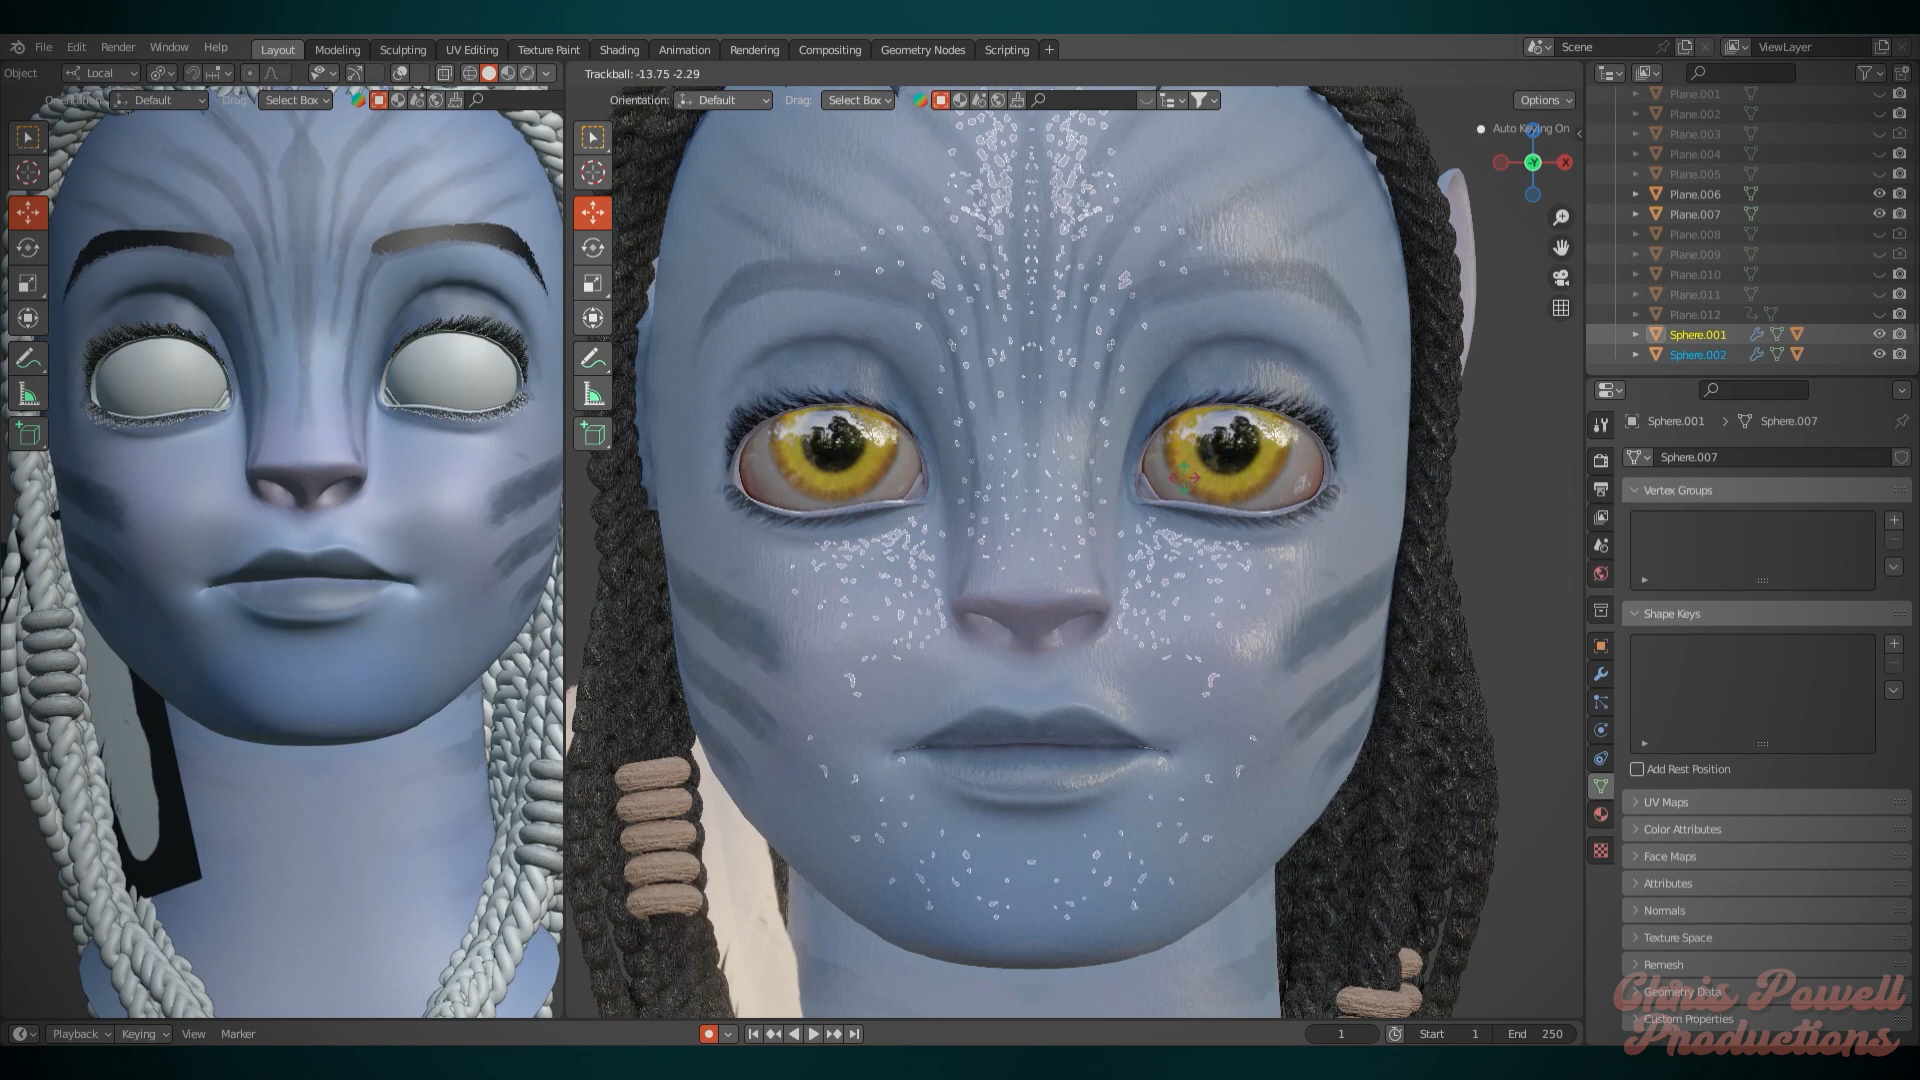 File Edit Render Window Help Layout Modeling Sculpting UV Editing Texture Paint Shading Animation Rendering Compositing Geometry Nodes Scripting + Scene ViewLayer
Object Local
Trackball: -13.75 -2.29
Orientation: Default Drag: Select Box
Orientation: Default Drag: Select Box Options
Auto Keying On
-Y X
Plane.001
Plane.002
Plane.003
Plane.004
Plane.005
Plane.006
Plane.007
Plane.008
Plane.009
Plane.010
Plane.011
Plane.012
Sphere.001
Sphere.002
Sphere.001 > Sphere.007
Sphere.007
Vertex Groups
Shape Keys
Add Rest Position
UV Maps
Color Attributes
Face Maps
Attributes
Normals
Texture Space
Remesh
Geometry Data
Custom Properties
Chris Powell
Productions
Playback Keying View Marker 1 Start 1 End 250